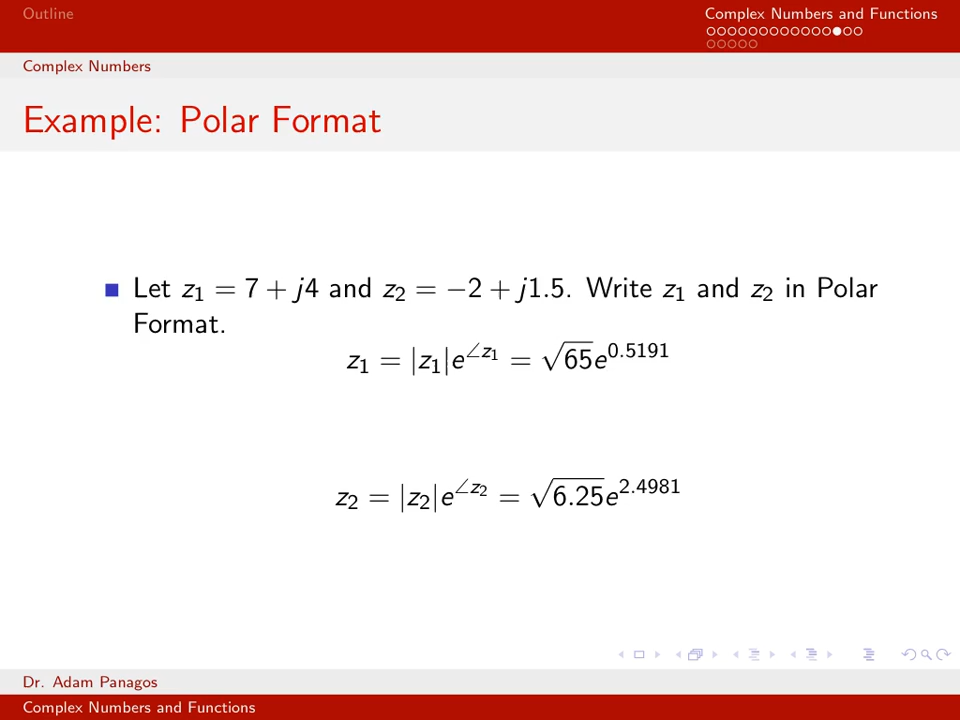 Outline
Complex Numbers and Functions
Complex Numbers
Example: Polar Format
Let z₁ = 7 + j4 and z₂ = −2 + j1.5. Write z₁ and z₂ in Polar
Format.
z₁ = |z₁|e^{∠z₁} = √65e^{0.5191}
z₂ = |z₂|e^{∠z₂} = √6.25e^{2.4981}
Dr. Adam Panagos
Complex Numbers and Functions